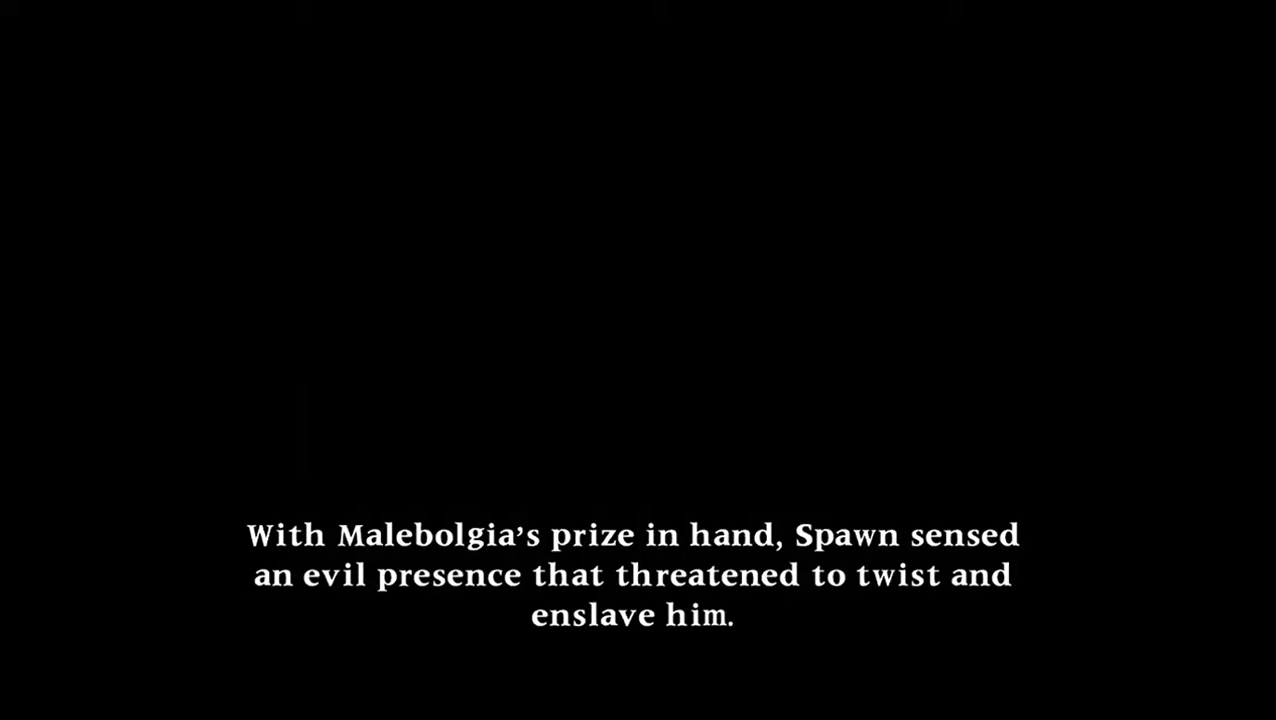 With Malebolgia's prize in hand, Spawn sensed
an evil presence that threatened to twist and
enslave him.